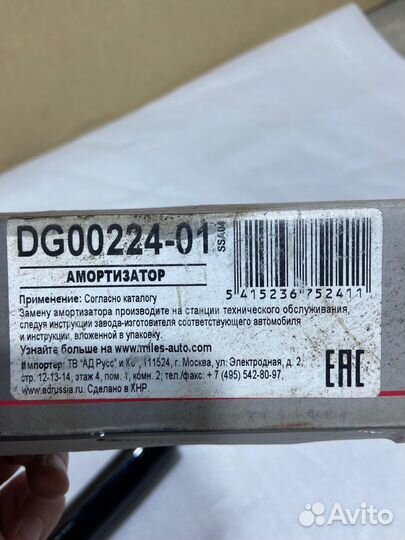 DG00224-01
SSA04
АМОРТИЗАТОР
5 415236 752411
Применение: Согласно каталогу
Замену амортизатора производите на станции технического обслуживания,
следуя инструкции завода-изготовителя соответствующего автомобиля
и инструкции, вложенной в упаковку.
Узнайте больше на www.miles-auto.com
Импортер: ТВ "АД Русс" и К , 111524, г. Москва, ул. Электродная, д. 2,
стр. 12-13-14, этаж 4, пом. 1, комн. 2; тел./факс: + 7 (495) 542-80-97,
www.adrussia.ru. Сделано в КНР.
ЕАС
Avito